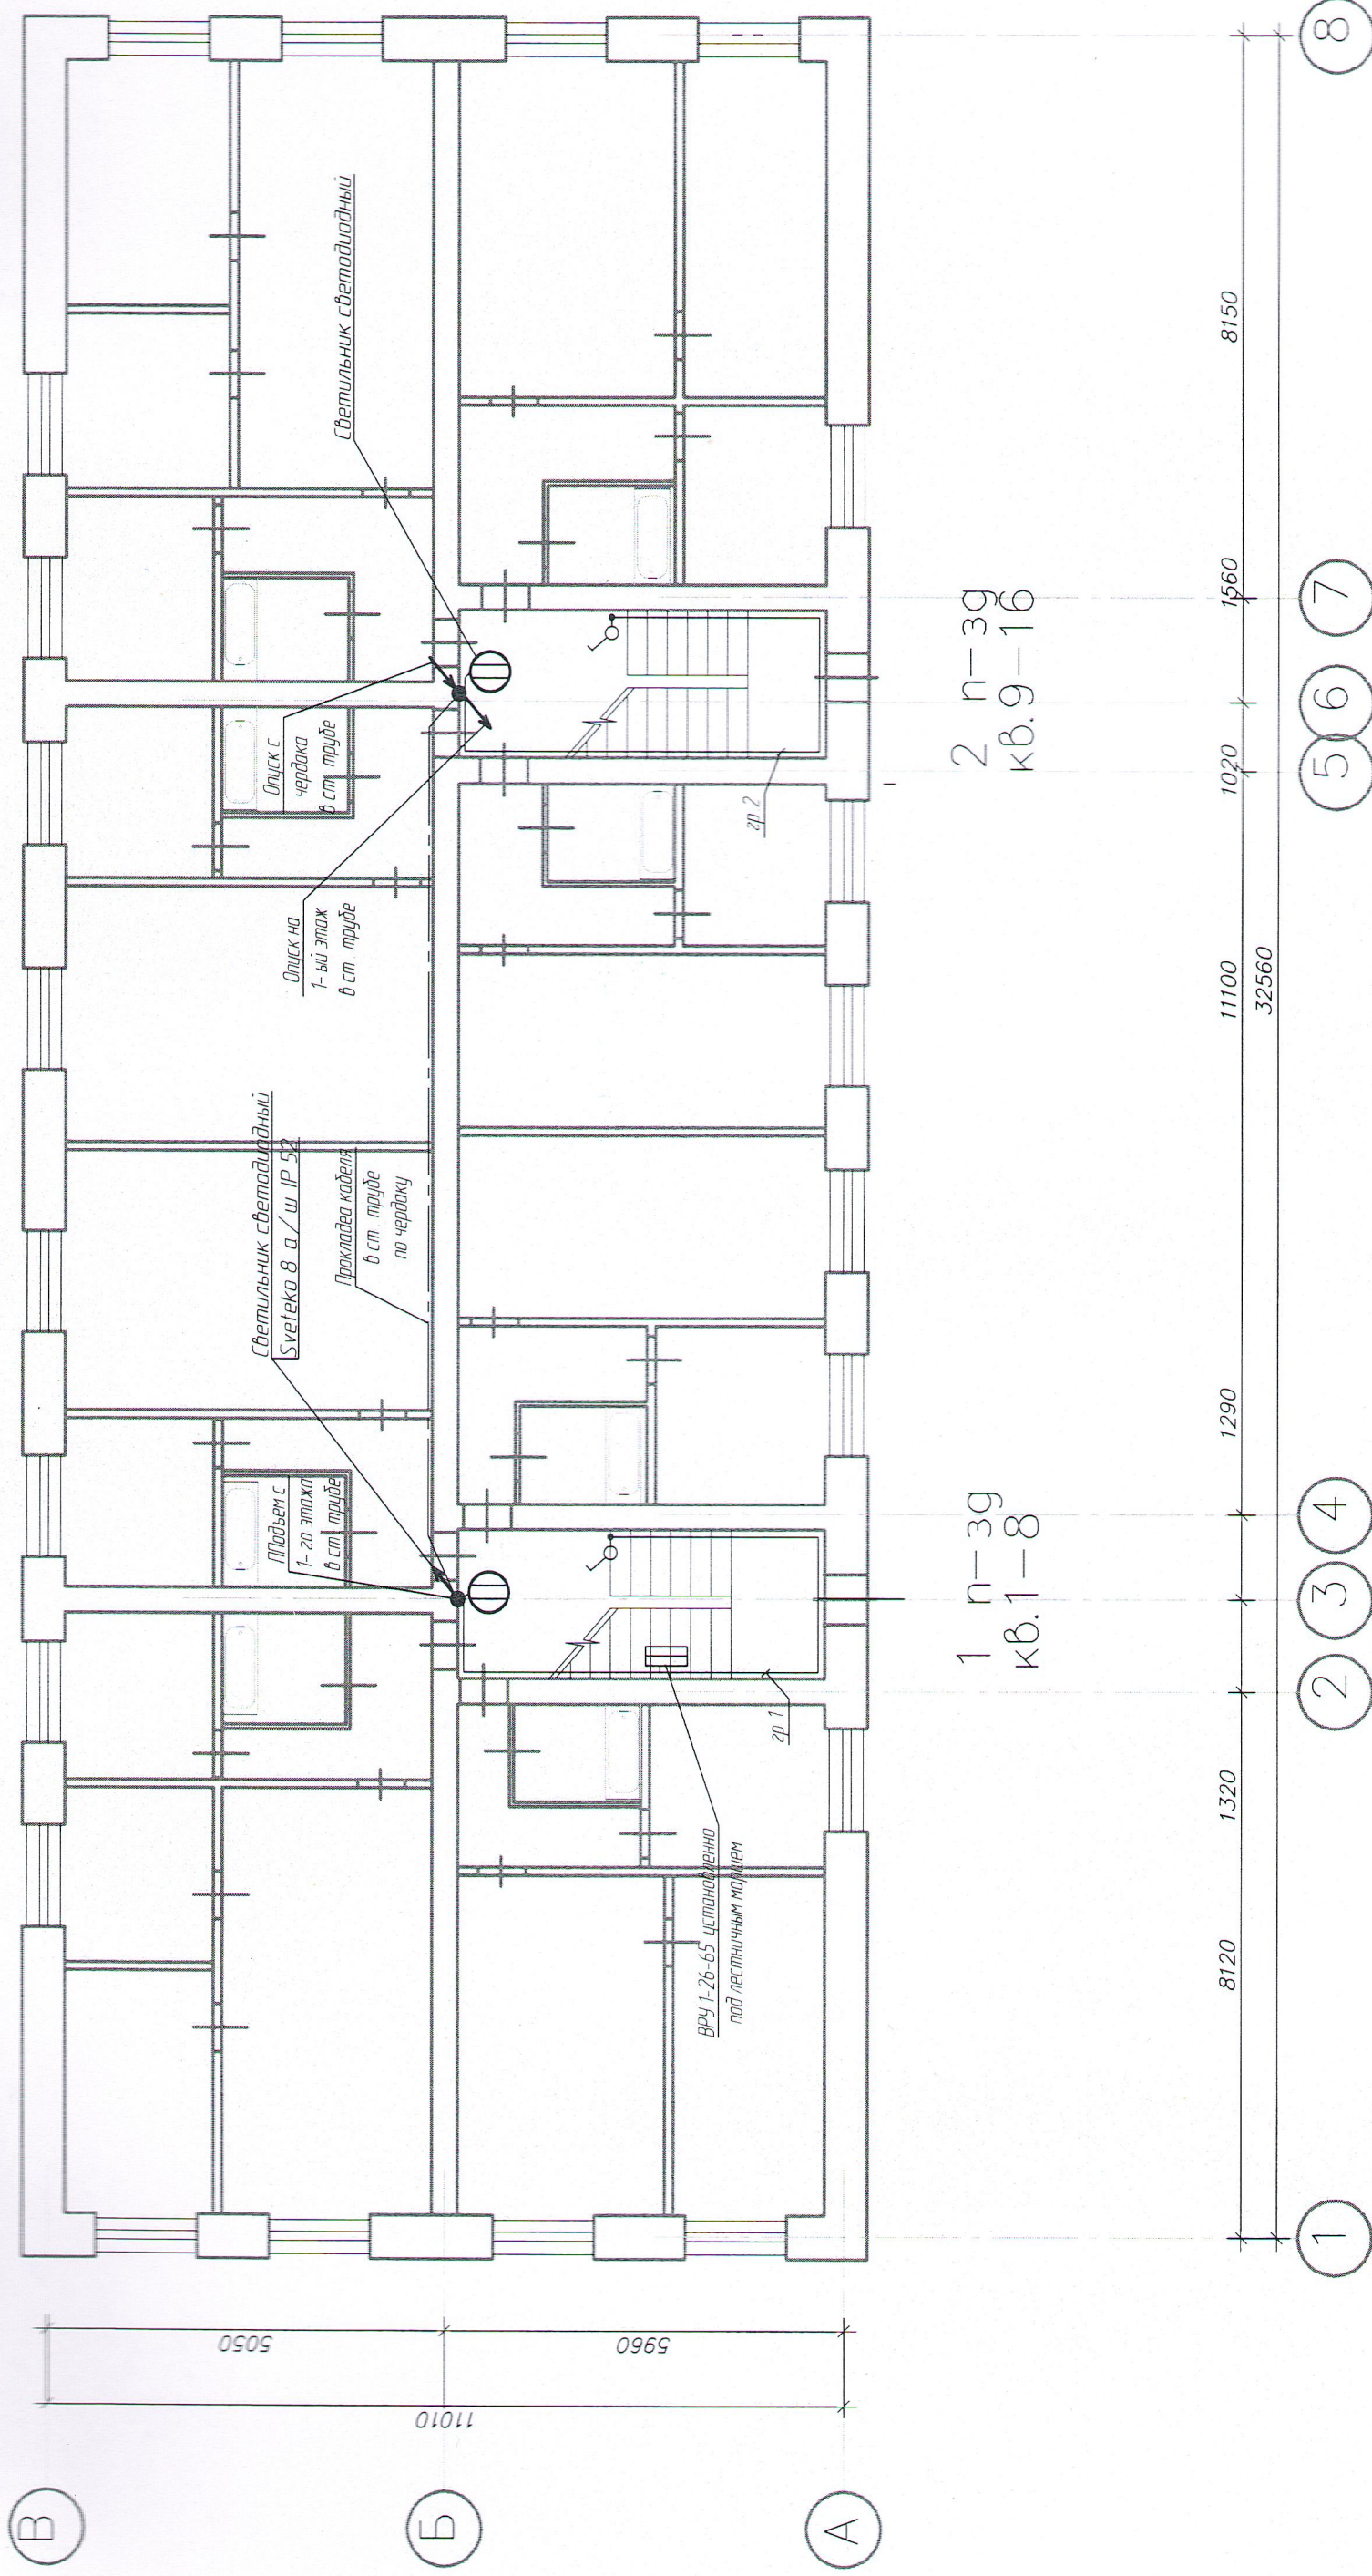 Светильник светодиодный
Опуск с
чердака
в ст. трубе
Опуск на
1-ый этаж
в ст. трубе
Светильник светодиодный
Sveteko 8 а/ш IP 52
Прокладеа кабеля
в ст. трубе
по чердаку
ППодъем с
1-го этажа
в ст трубе
ВРУ 1-26-65 установленно
под лестничным маршем
гр 1
гр 2
1 п-зд
кв. 1-8
2 п-зд
кв. 9-16
8120
1320
1290
11100
1020
1560
8150
32560
5050
5960
11010
В
Б
А
1
2
3
4
5
6
7
8